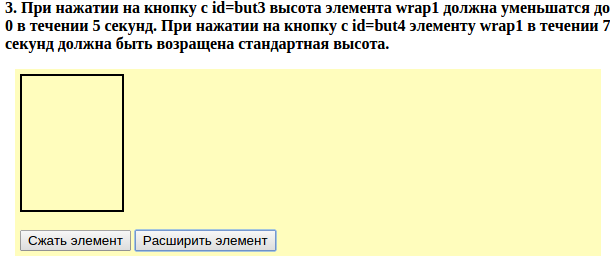 3. При нажатии на кнопку с id=but3 высота элемента wrap1 должна уменьшатся до
0 в течении 5 секунд. При нажатии на кнопку с id=but4 элементу wrap1 в течении 7
секунд должна быть возращена стандартная высота.
Сжать элемент Расширить элемент